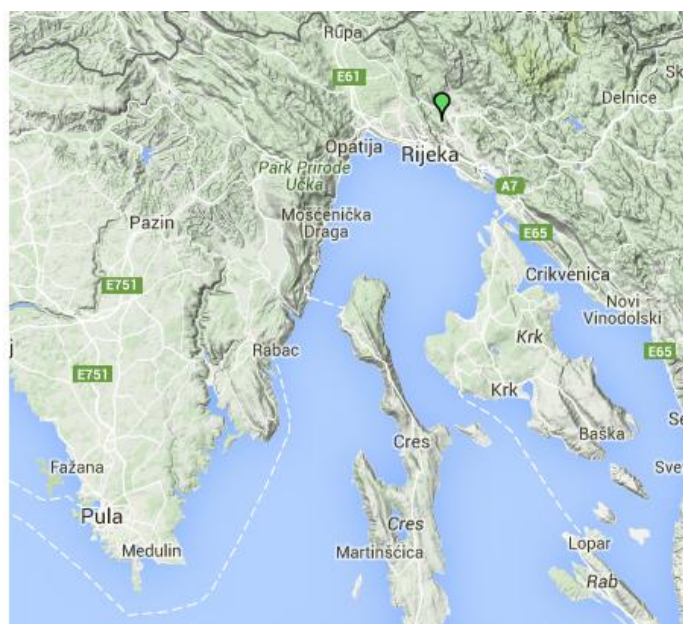 Rupa
E61
Sk
Delnice
Opatija
Rijeka
Park Prirode
Učka
A7
Pazin
Mošćenička
Draga
E65
Crikvenica
E751
Novi
Vinodolski
j
Krk
Rabac
E65
E751
Krk
Cres
Baška
Se
Fažana
Sve
Pula
Cres
Medulin
Martinšćica
Lopar
Rab